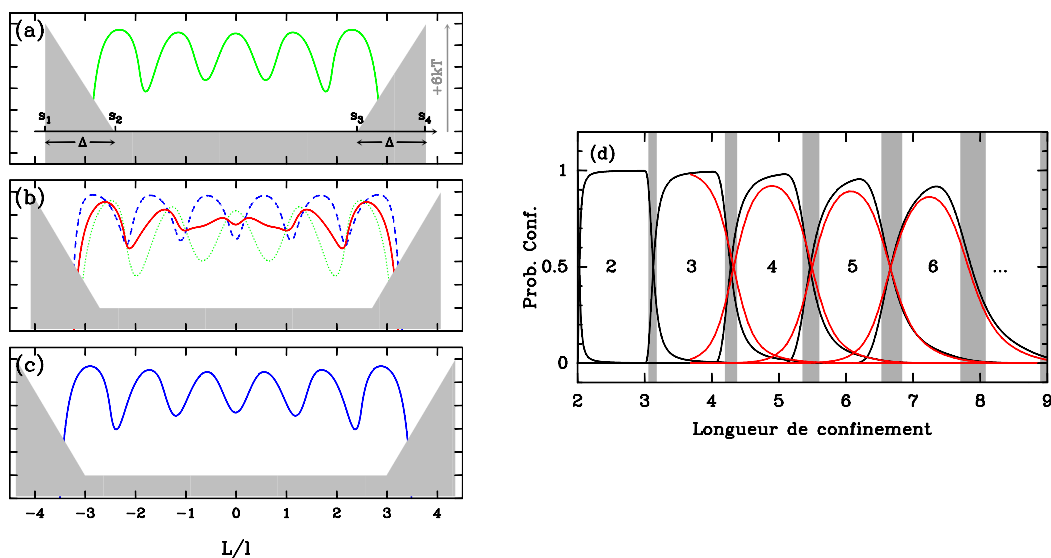 (a)
+6kT
s1 s2 s3 s4
Δ Δ
(b)
(c)
-4 -3 -2 -1 0 1 2 3 4
L/l
(d)
Prob. Conf.
1
0.5
0
2 3 4 5 6 ...
2 3 4 5 6 7 8 9
Longueur de confinement